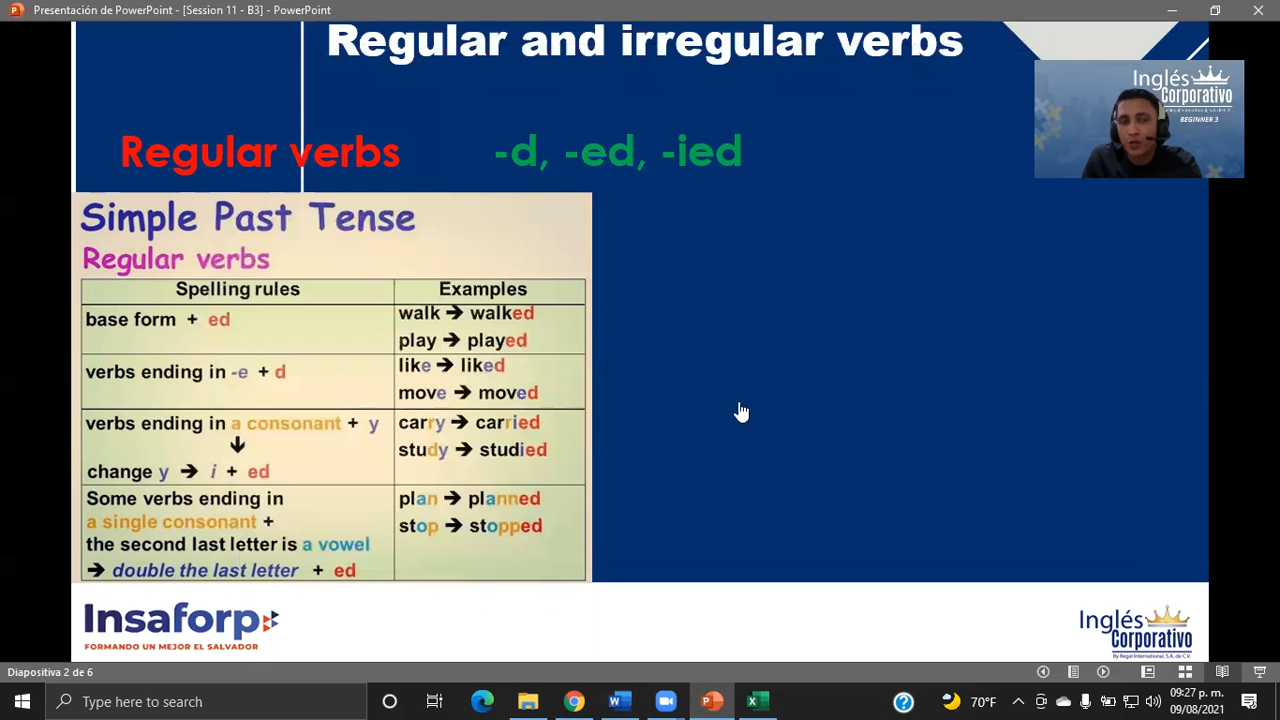 Presentación de PowerPoint - [Session 11 - B3] - PowerPoint
Regular and irregular verbs
Inglés
Corporativo
BEGINNER 3
Regular verbs -d, -ed, -ied
Simple Past Tense
Regular verbs
Spelling rules Examples
base form + ed walk ➔ walked
play ➔ played
verbs ending in -e + d like ➔ liked
move ➔ moved
verbs ending in a consonant + y carry ➔ carried
study ➔ studied
change y ➔ i + ed
Some verbs ending in plan ➔ planned
a single consonant + stop ➔ stopped
the second last letter is a vowel
➔ double the last letter + ed
Insaforp
FORMANDO UN MEJOR EL SALVADOR
Inglés
Corporativo
By Regal International, S.A. de C.V.
Diapositiva 2 de 6
Type here to search
70°F
09:27 p. m.
09/08/2021